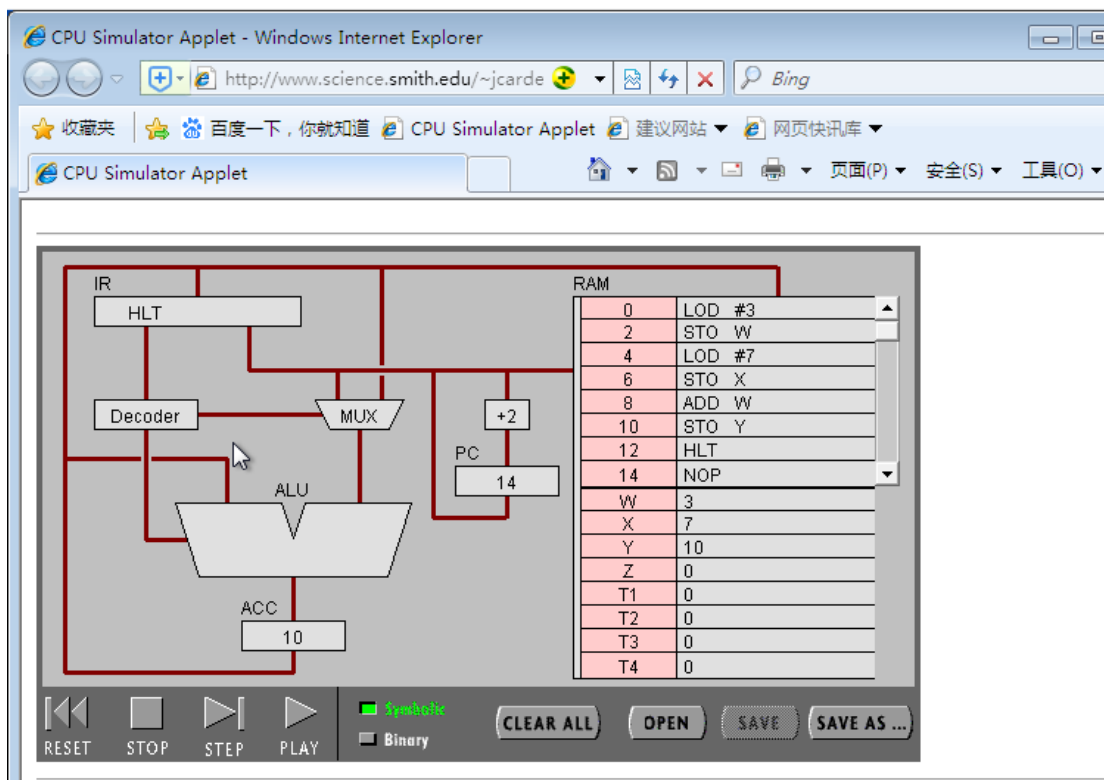 CPU Simulator Applet - Windows Internet Explorer
http://www.science.smith.edu/~jcarde
Bing
收藏夹 百度一下，你就知道 CPU Simulator Applet 建议网站 网页快讯库
CPU Simulator Applet 页面(P) 安全(S) 工具(O)
IR
HLT
Decoder
MUX
+2
PC
14
ALU
ACC
10
RAM
0 LOD #3
2 STO W
4 LOD #7
6 STO X
8 ADD W
10 STO Y
12 HLT
14 NOP
W 3
X 7
Y 10
Z 0
T1 0
T2 0
T3 0
T4 0
RESET STOP STEP PLAY
Symbolic
Binary
CLEAR ALL OPEN SAVE SAVE AS ...